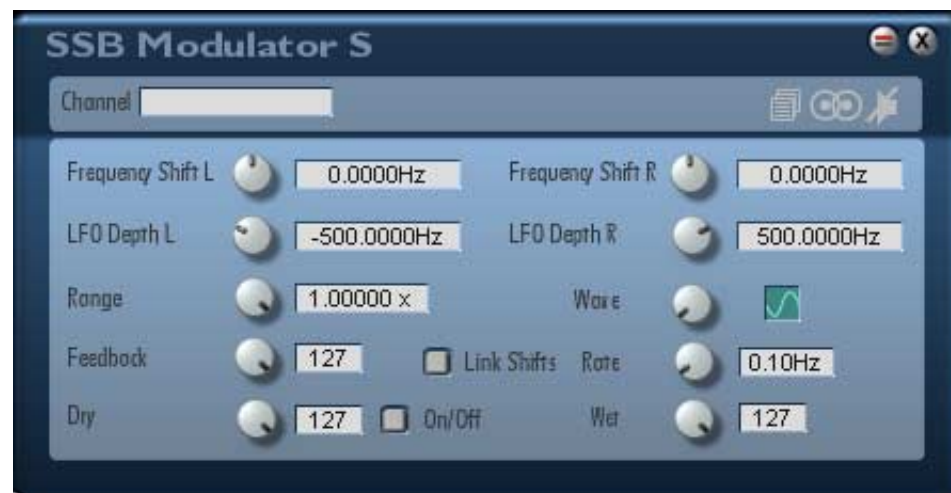 SSB Modulator S
Channel
Frequency Shift L 0.0000Hz Frequency Shift R 0.0000Hz
LFO Depth L -500.0000Hz LFO Depth R 500.0000Hz
Range 1.00000 x Wave
Feedback 127 Link Shifts Rate 0.10Hz
Dry 127 On/Off Wet 127